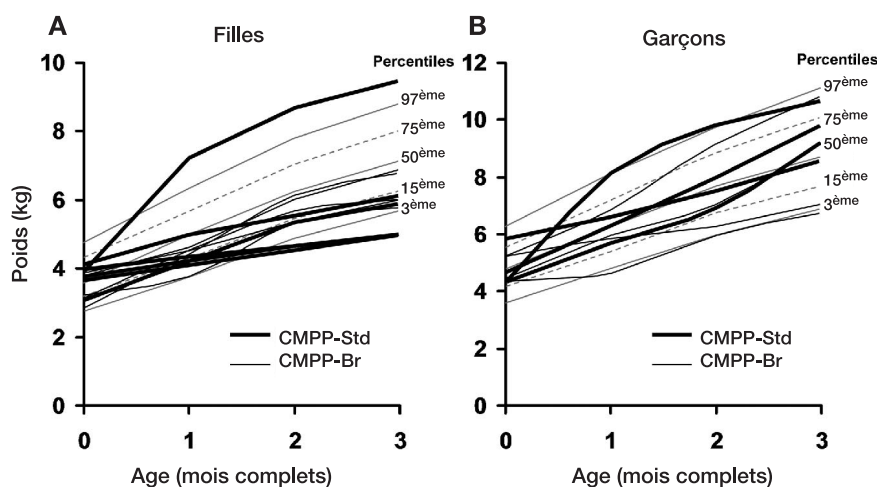 A
Filles
Percentiles
10
8
6
4
2
0
0
1
2
3
97ème
75ème
50ème
15ème
3ème
Poids (kg)
CMPP-Std
CMPP-Br
Age (mois complets)
B
Garçons
Percentiles
12
10
8
6
4
2
0
0
1
2
3
97ème
75ème
50ème
15ème
3ème
CMPP-Std
CMPP-Br
Age (mois complets)